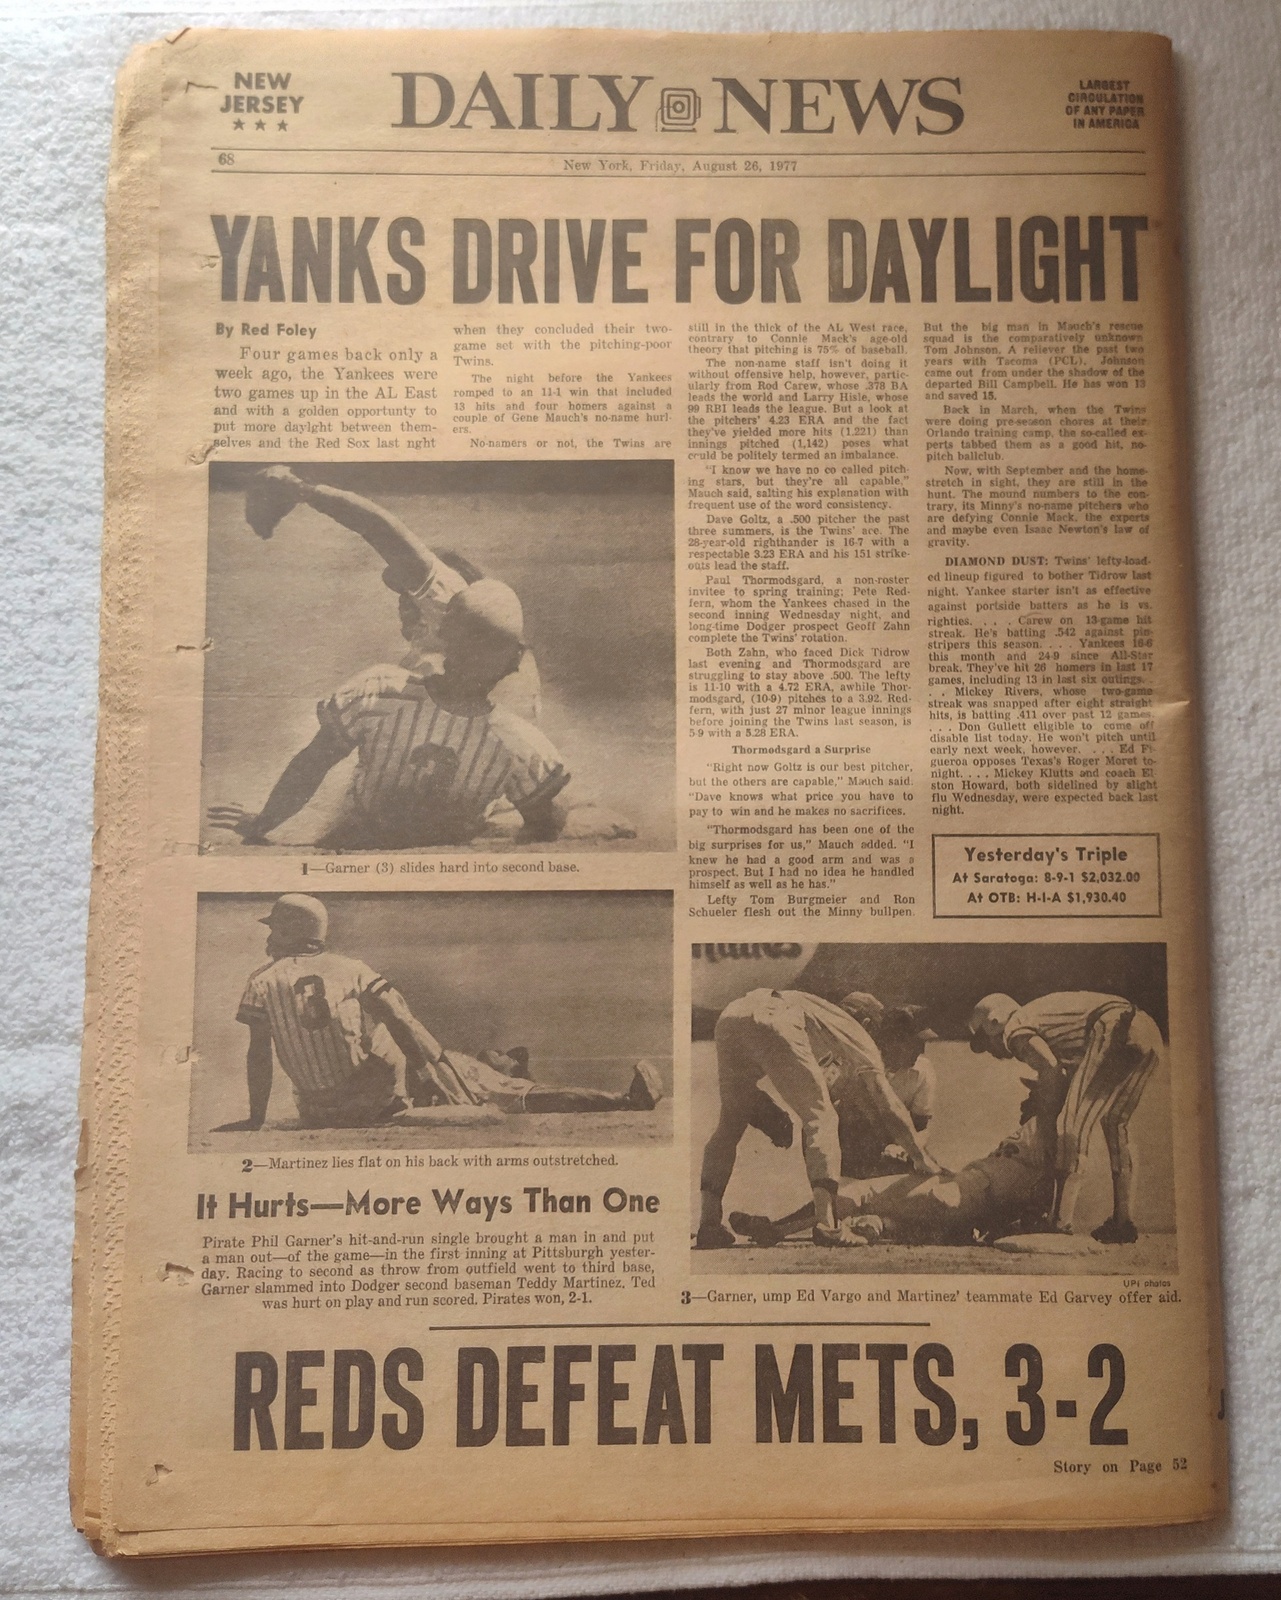 NEW
JERSEY
★ ★ ★
DAILY NEWS
LARGEST
CIRCULATION
OF ANY PAPER
IN AMERICA
68
New York, Friday, August 26, 1977
YANKS DRIVE FOR DAYLIGHT
By Red Foley
Four games back only a
week ago, the Yankees were
two games up in the AL East
and with a golden opportunty to
put more daylght between them-
selves and the Red Sox last nght
when they concluded their two-
game set with the pitching-poor
Twins.
The night before the Yankees
romped to an 11-1 win that included
13 hits and four homers against a
couple of Gene Mauch's no-name hurl-
ers.
No-namers or not, the Twins are
still in the thick of the AL West race,
contrary to Connie Mack's age-old
theory that pitching is 75% of baseball.
The non-name staff isn't doing it
without offensive help, however, partic-
ularly from Rod Carew, whose .378 BA
leads the world and Larry Hisle, whose
99 RBI leads the league. But a look at
the pitchers' 4.23 ERA and the fact
they've yielded more hits (1,221) than
innings pitched (1,142) poses what
could be politely termed an imbalance.
"I know we have no co called pitch-
ing stars, but they're all capable,"
Mauch said, salting his explanation with
frequent use of the word consistency.
Dave Goltz, a .500 pitcher the past
three summers, is the Twins' ace. The
28-year-old righthander is 16-7 with a
respectable 3.23 ERA and his 151 strike-
outs lead the staff.
Paul Thormodsgard, a non-roster
invitee to spring training; Pete Red-
fern, whom the Yankees chased in the
second inning Wednesday night, and
long-time Dodger prospect Geoff Zahn
complete the Twins' rotation.
Both Zahn, who faced Dick Tidrow
last evening and Thormodsgard are
struggling to stay above .500. The lefty
is 11-10 with a 4.72 ERA, awhile Thor-
modsgard, (10-9) pitches to a 3.92. Red-
fern, with just 27 minor league innings
before joining the Twins last season, is
5-9 with a 5.28 ERA.
Thormodsgard a Surprise
"Right now Goltz is our best pitcher,
but the others are capable," Mauch said.
"Dave knows what price you have to
pay to win and he makes no sacrifices.
"Thormodsgard has been one of the
big surprises for us," Mauch added. "I
knew he had a good arm and was a
prospect. But I had no idea he handled
himself as well as he has."
Lefty Tom Burgmeier and Ron
Schueler flesh out the Minny bullpen.
But the big man in Mauch's rescue
squad is the comparatively unknown
Tom Johnson. A reliever the past two
years with Tacoma (PCL), Johnson
came out from under the shadow of the
departed Bill Campbell. He has won 13
and saved 15.
Back in March, when the Twins
were doing pre-season chores at their
Orlando training camp, the so-called ex-
perts tabbed them as a good hit, no-
pitch ballclub.
Now, with September and the home-
stretch in sight, they are still in the
hunt. The mound numbers to the con-
trary, its Minny's no-name pitchers who
are defying Connie Mack, the experts
and maybe even Isaac Newton's law of
gravity.
DIAMOND DUST: Twins' lefty-load-
ed lineup figured to bother Tidrow last
night. Yankee starter isn't as effective
against portside batters as he is vs.
righties. . . . Carew on 13-game hit
streak. He's batting .542 against pin-
stripers this season. . . . Yankees 16-6
this month and 24-9 since All-Star
break. They've hit 26 homers in last 17
games, including 13 in last six outings. .
. . Mickey Rivers, whose two-game
streak was snapped after eight straight
hits, is batting .411 over past 12 games.
. . . . Don Gullett eligible to come off
disable list today. He won't pitch until
early next week, however. . . . Ed Fi-
gueroa opposes Texas's Roger Moret to-
night. . . . Mickey Klutts and coach El-
ston Howard, both sidelined by slight
flu Wednesday, were expected back last
night.
Yesterday's Triple
At Saratoga: 8-9-1 $2,032.00
At OTB: H-I-A $1,930.40
1—Garner (3) slides hard into second base.
3
2—Martinez lies flat on his back with arms outstretched.
It Hurts—More Ways Than One
Pirate Phil Garner's hit-and-run single brought a man in and put
a man out—of the game—in the first inning at Pittsburgh yester-
day. Racing to second as throw from outfield went to third base,
Garner slammed into Dodger second baseman Teddy Martinez. Ted
was hurt on play and run scored. Pirates won, 2-1.
UPI photos
3—Garner, ump Ed Vargo and Martinez' teammate Ed Garvey offer aid.
REDS DEFEAT METS, 3-2
Story on Page 52